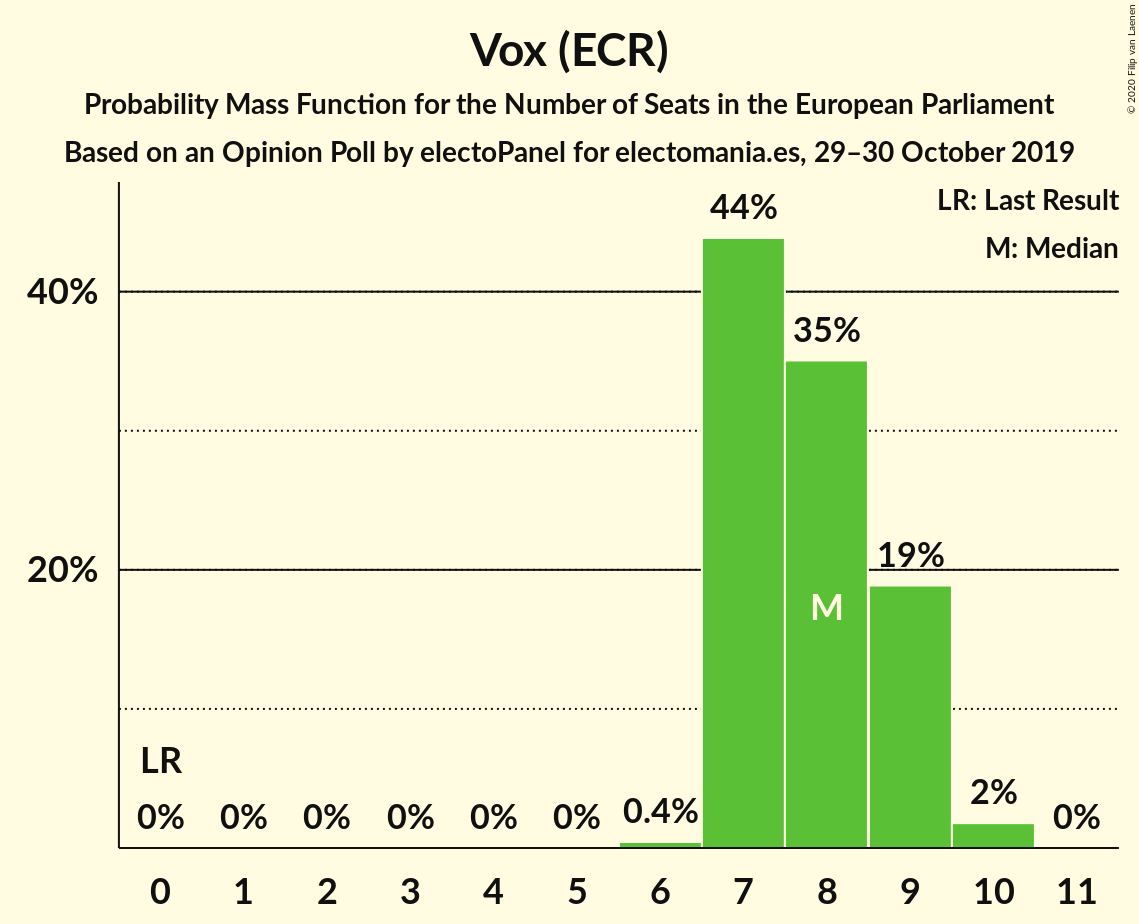 Vox (ECR)
Probability Mass Function for the Number of Seats in the European Parliament
Based on an Opinion Poll by electoPanel for electomania.es, 29–30 October 2019
© 2020 Filip van Laenen
LR: Last Result
M: Median
44%
40%
35%
20%
19%
M
LR
0% 0% 0% 0% 0% 0% 0.4% 2% 0%
0 1 2 3 4 5 6 7 8 9 10 11